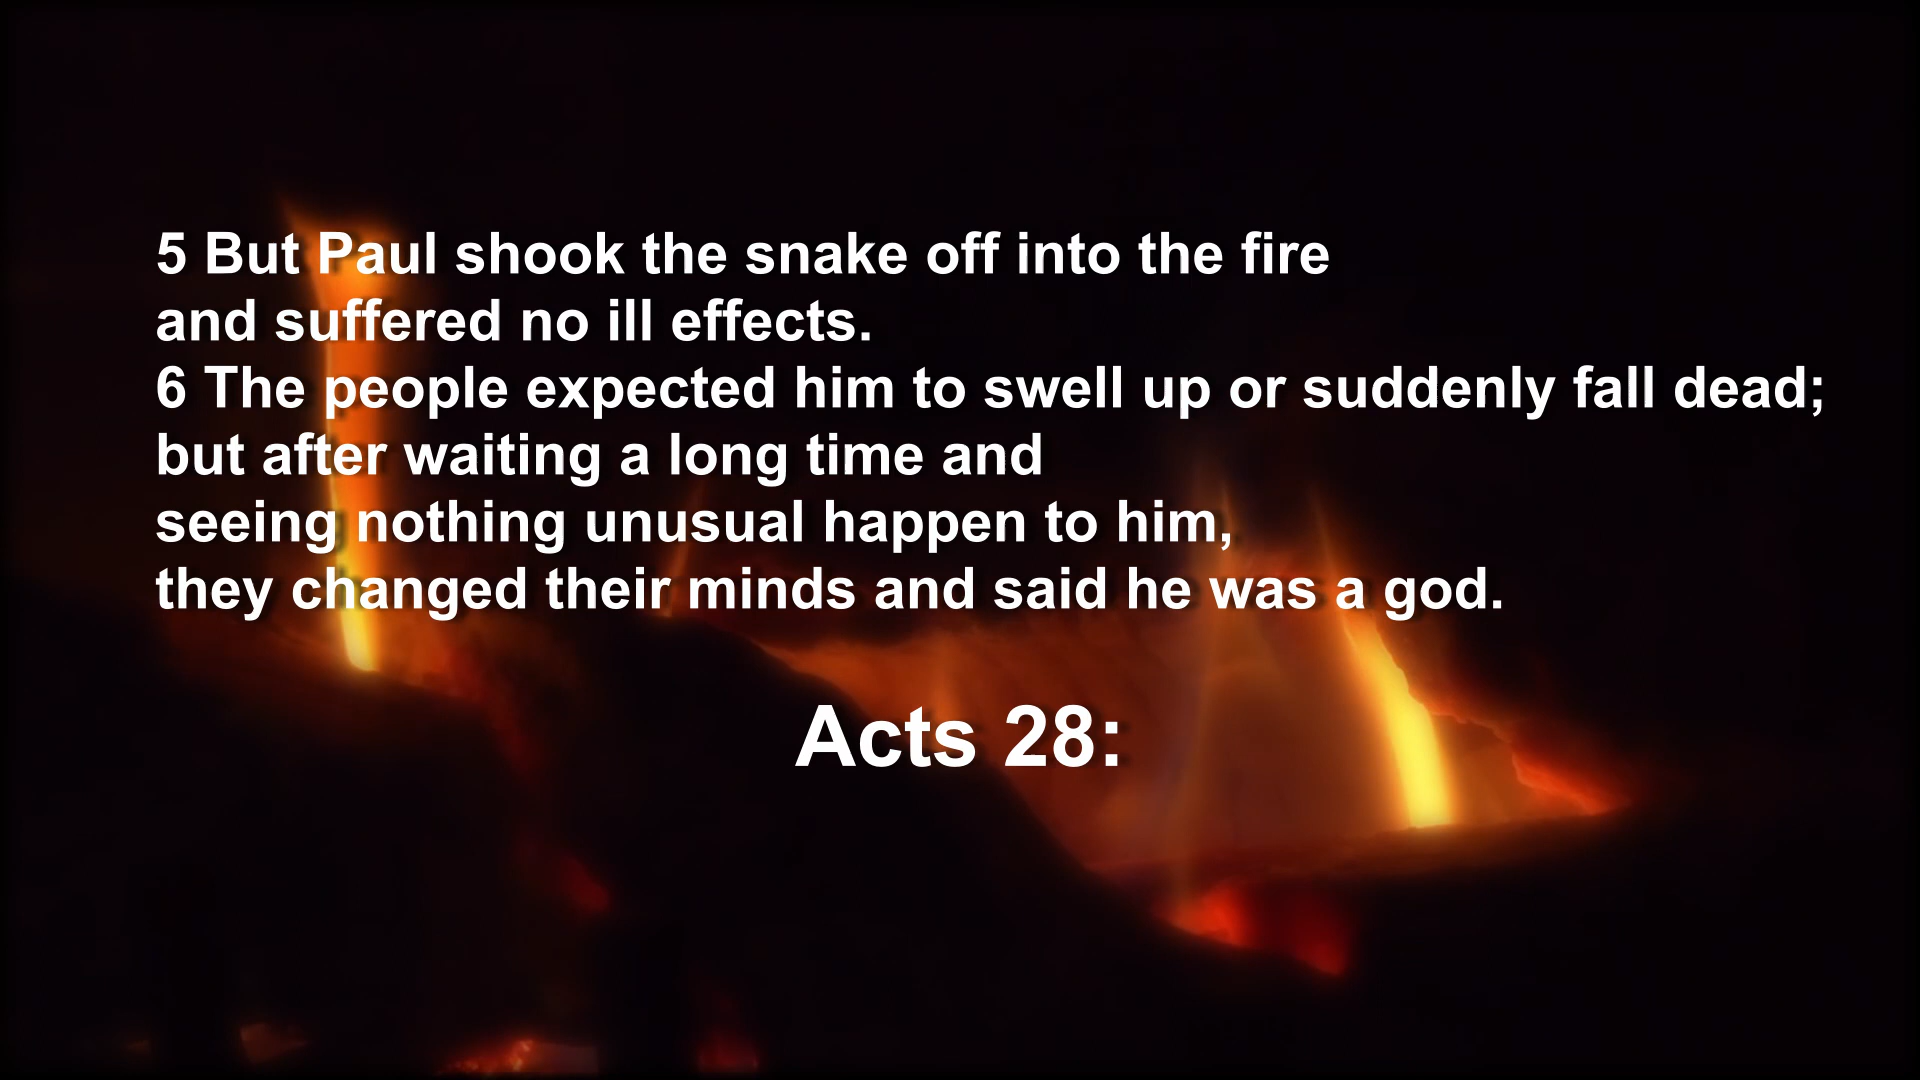 5 But Paul shook the snake off into the fire
and suffered no ill effects.
6 The people expected him to swell up or suddenly fall dead;
but after waiting a long time and
seeing nothing unusual happen to him,
they changed their minds and said he was a god.
Acts 28: